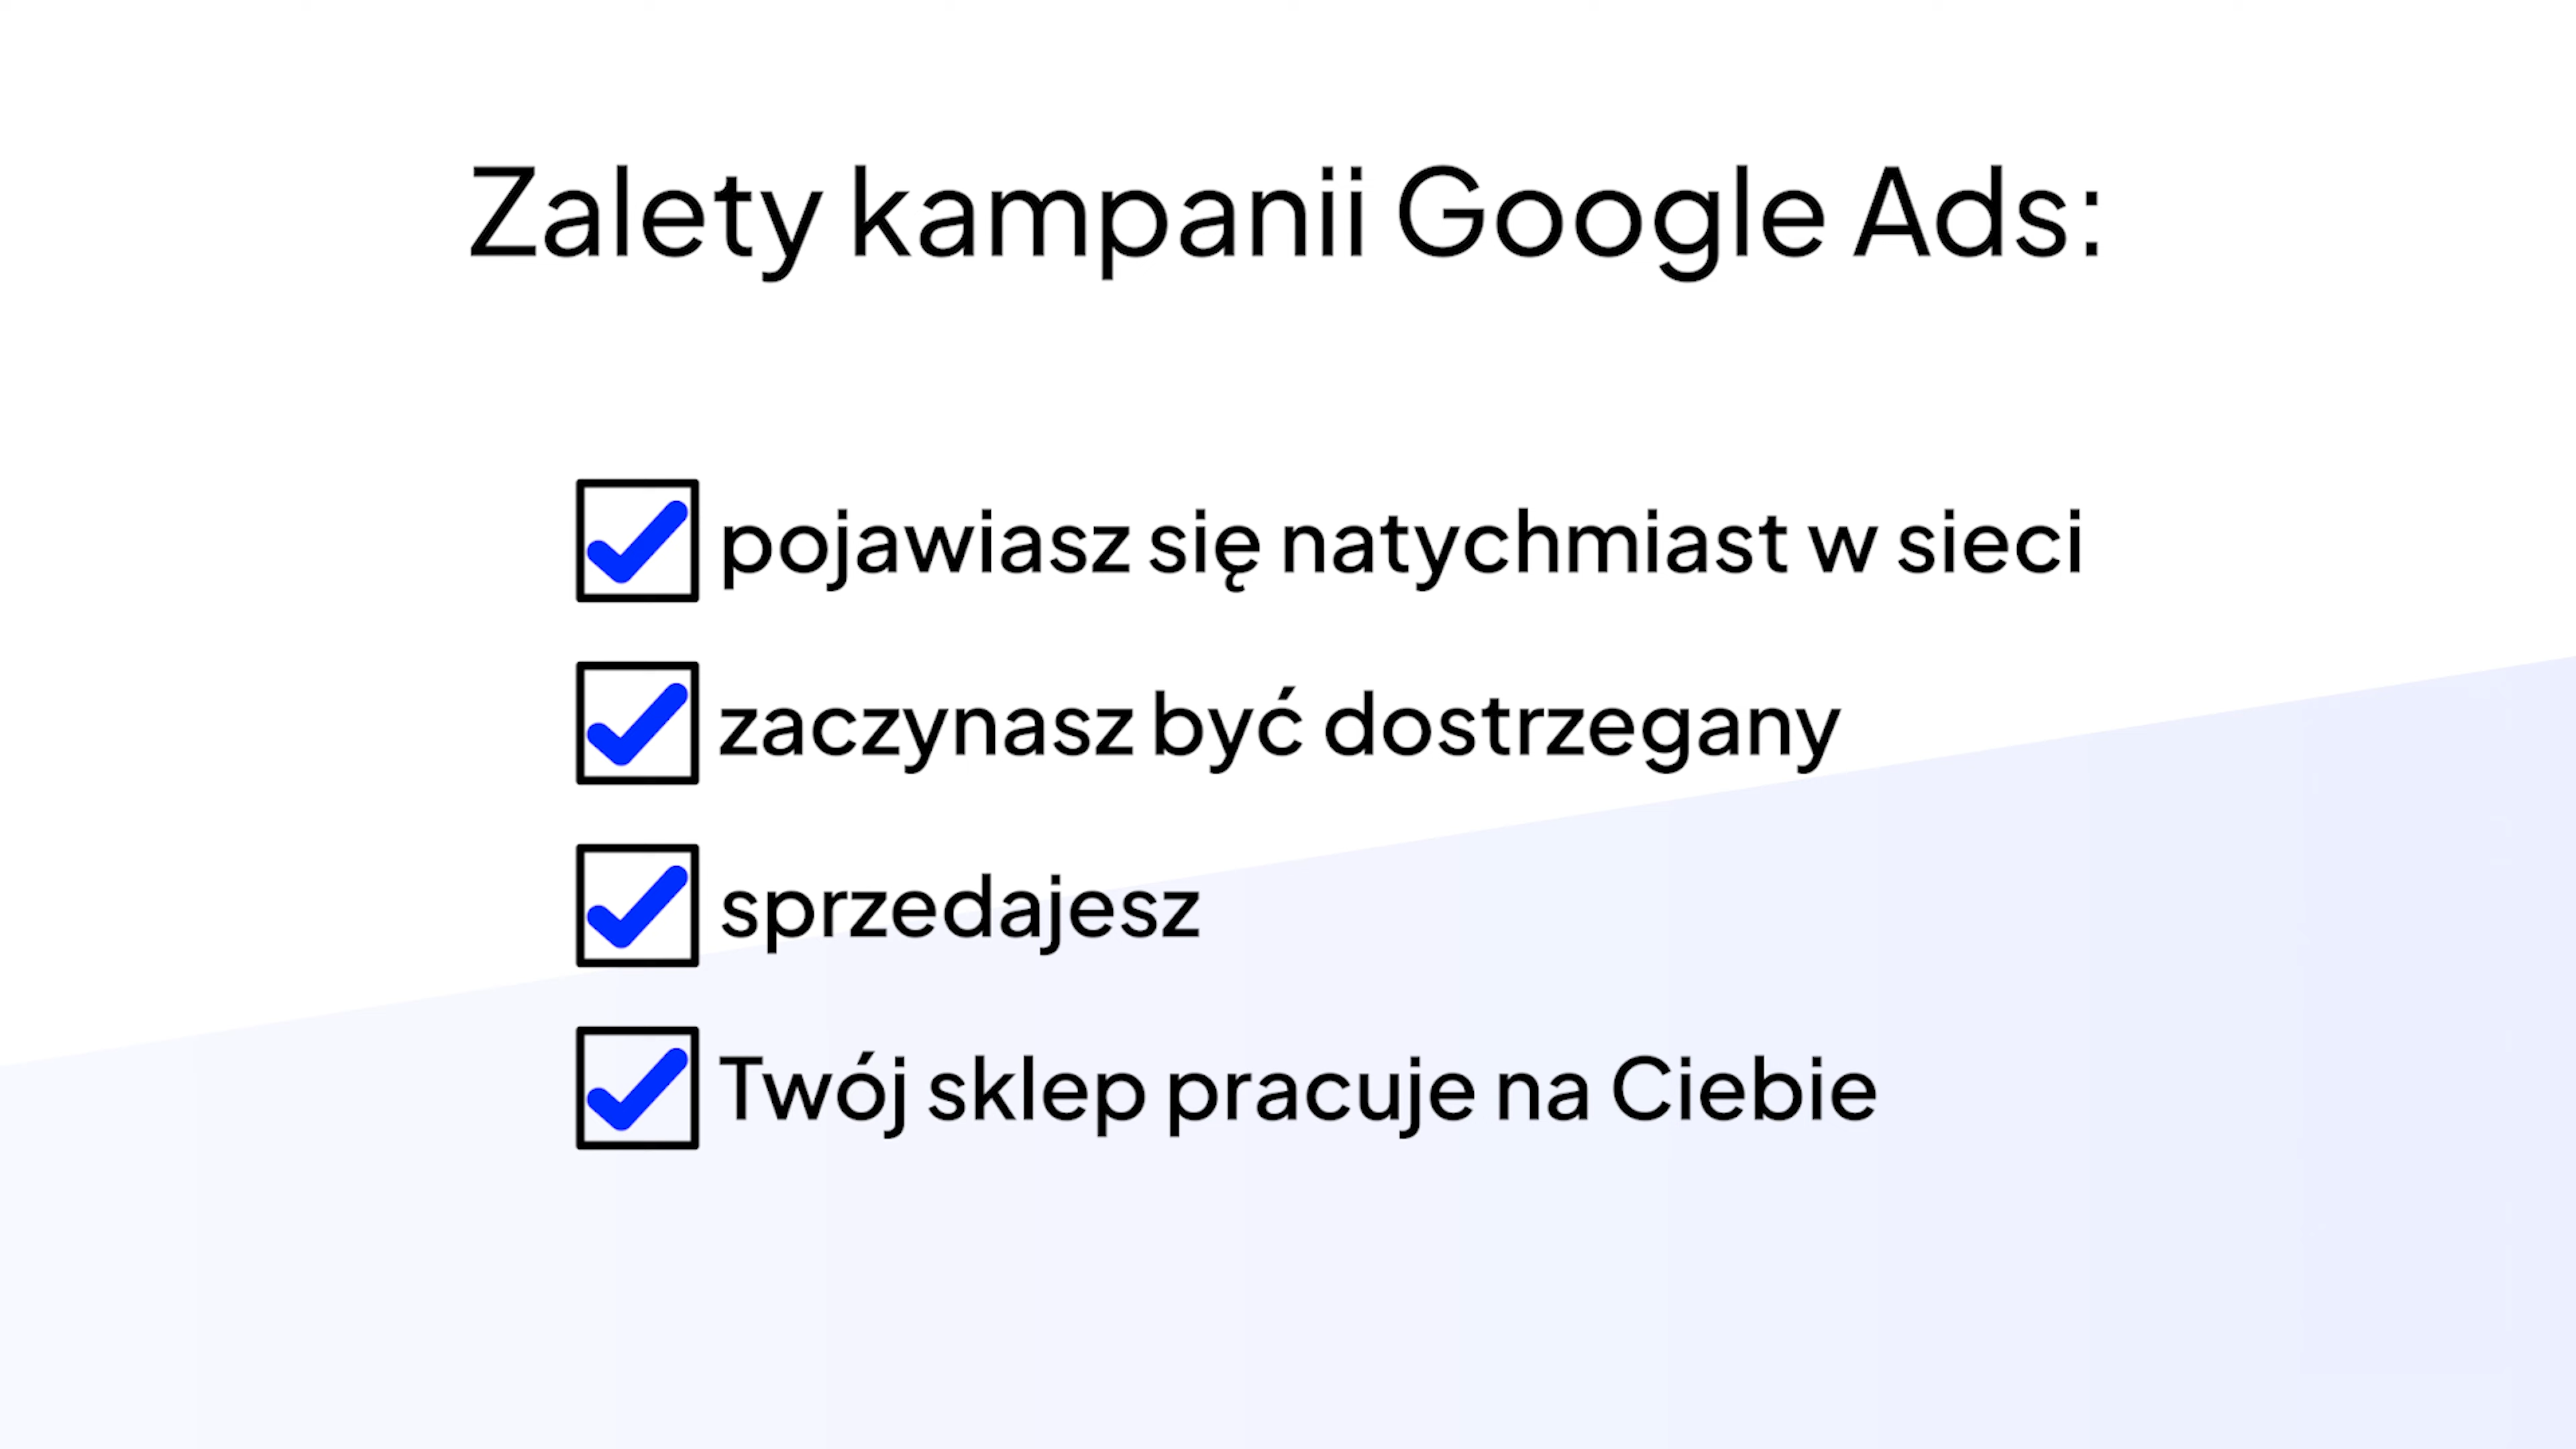 Zalety kampanii Google Ads:
pojawiasz się natychmiast w sieci
zaczynasz być dostrzegany
sprzedajesz
Twój sklep pracuje na Ciebie